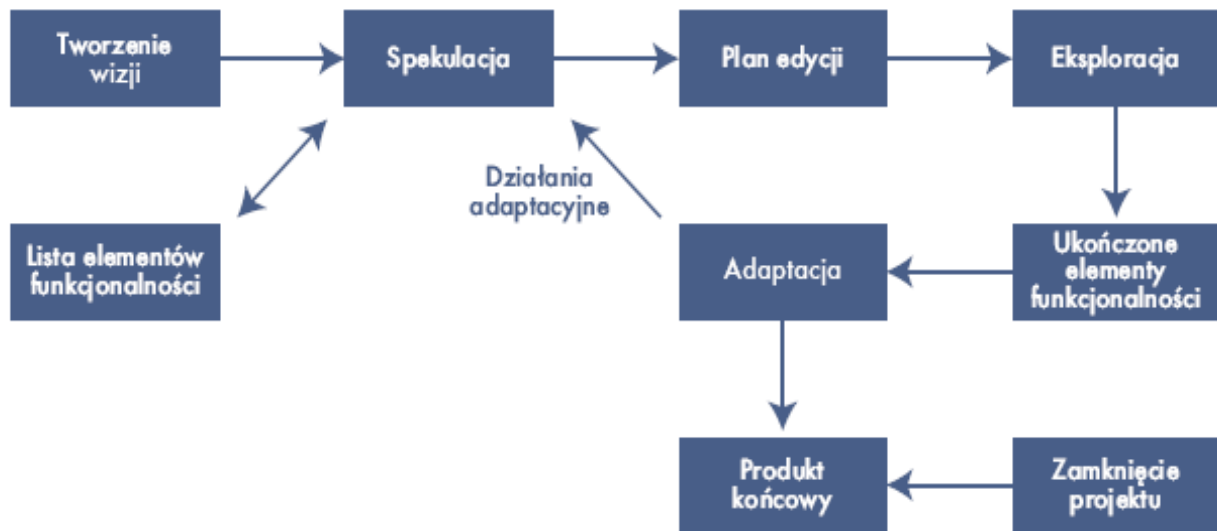 Tworzenie
wizji
Spekulacja
Plan edycji
Eksploracja
Działania
adaptacyjne
Lista elementów
funkcjonalności
Adaptacja
Ukończone
elementy
funkcjonalności
Produkt
końcowy
Zamknięcie
projektu